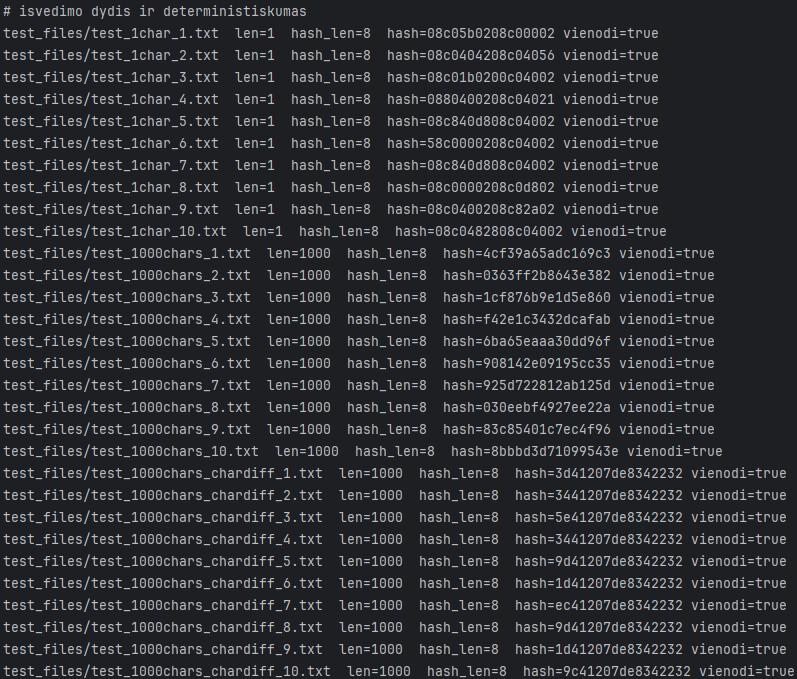 # isvedimo dydis ir deterministiskumas
test_files/test_1char_1.txt  len=1  hash_len=8  hash=08c05b0208c00002 vienodi=true
test_files/test_1char_2.txt  len=1  hash_len=8  hash=08c0404208c04056 vienodi=true
test_files/test_1char_3.txt  len=1  hash_len=8  hash=08c01b0200c04002 vienodi=true
test_files/test_1char_4.txt  len=1  hash_len=8  hash=0880400208c04021 vienodi=true
test_files/test_1char_5.txt  len=1  hash_len=8  hash=08c840d808c04002 vienodi=true
test_files/test_1char_6.txt  len=1  hash_len=8  hash=58c0000208c04002 vienodi=true
test_files/test_1char_7.txt  len=1  hash_len=8  hash=08c840d808c04002 vienodi=true
test_files/test_1char_8.txt  len=1  hash_len=8  hash=08c0000208c0d802 vienodi=true
test_files/test_1char_9.txt  len=1  hash_len=8  hash=08c0400208c82a02 vienodi=true
test_files/test_1char_10.txt  len=1  hash_len=8  hash=08c0482808c04002 vienodi=true
test_files/test_1000chars_1.txt  len=1000  hash_len=8  hash=4cf39a65adc169c3 vienodi=true
test_files/test_1000chars_2.txt  len=1000  hash_len=8  hash=0363ff2b8643e382 vienodi=true
test_files/test_1000chars_3.txt  len=1000  hash_len=8  hash=1cf876b9e1d5e860 vienodi=true
test_files/test_1000chars_4.txt  len=1000  hash_len=8  hash=f42e1c3432dcafab vienodi=true
test_files/test_1000chars_5.txt  len=1000  hash_len=8  hash=6ba65eaaa30dd96f vienodi=true
test_files/test_1000chars_6.txt  len=1000  hash_len=8  hash=908142e09195cc35 vienodi=true
test_files/test_1000chars_7.txt  len=1000  hash_len=8  hash=925d722812ab125d vienodi=true
test_files/test_1000chars_8.txt  len=1000  hash_len=8  hash=030eebf4927ee22a vienodi=true
test_files/test_1000chars_9.txt  len=1000  hash_len=8  hash=83c85401c7ec4f96 vienodi=true
test_files/test_1000chars_10.txt  len=1000  hash_len=8  hash=8bbbd3d71099543e vienodi=true
test_files/test_1000chars_chardiff_1.txt  len=1000  hash_len=8  hash=3d41207de8342232 vienodi=true
test_files/test_1000chars_chardiff_2.txt  len=1000  hash_len=8  hash=3441207de8342232 vienodi=true
test_files/test_1000chars_chardiff_3.txt  len=1000  hash_len=8  hash=5e41207de8342232 vienodi=true
test_files/test_1000chars_chardiff_4.txt  len=1000  hash_len=8  hash=3441207de8342232 vienodi=true
test_files/test_1000chars_chardiff_5.txt  len=1000  hash_len=8  hash=9d41207de8342232 vienodi=true
test_files/test_1000chars_chardiff_6.txt  len=1000  hash_len=8  hash=1d41207de8342232 vienodi=true
test_files/test_1000chars_chardiff_7.txt  len=1000  hash_len=8  hash=ec41207de8342232 vienodi=true
test_files/test_1000chars_chardiff_8.txt  len=1000  hash_len=8  hash=9d41207de8342232 vienodi=true
test_files/test_1000chars_chardiff_9.txt  len=1000  hash_len=8  hash=1d41207de8342232 vienodi=true
test_files/test_1000chars_chardiff_10.txt  len=1000  hash_len=8  hash=9c41207de8342232 vienodi=true